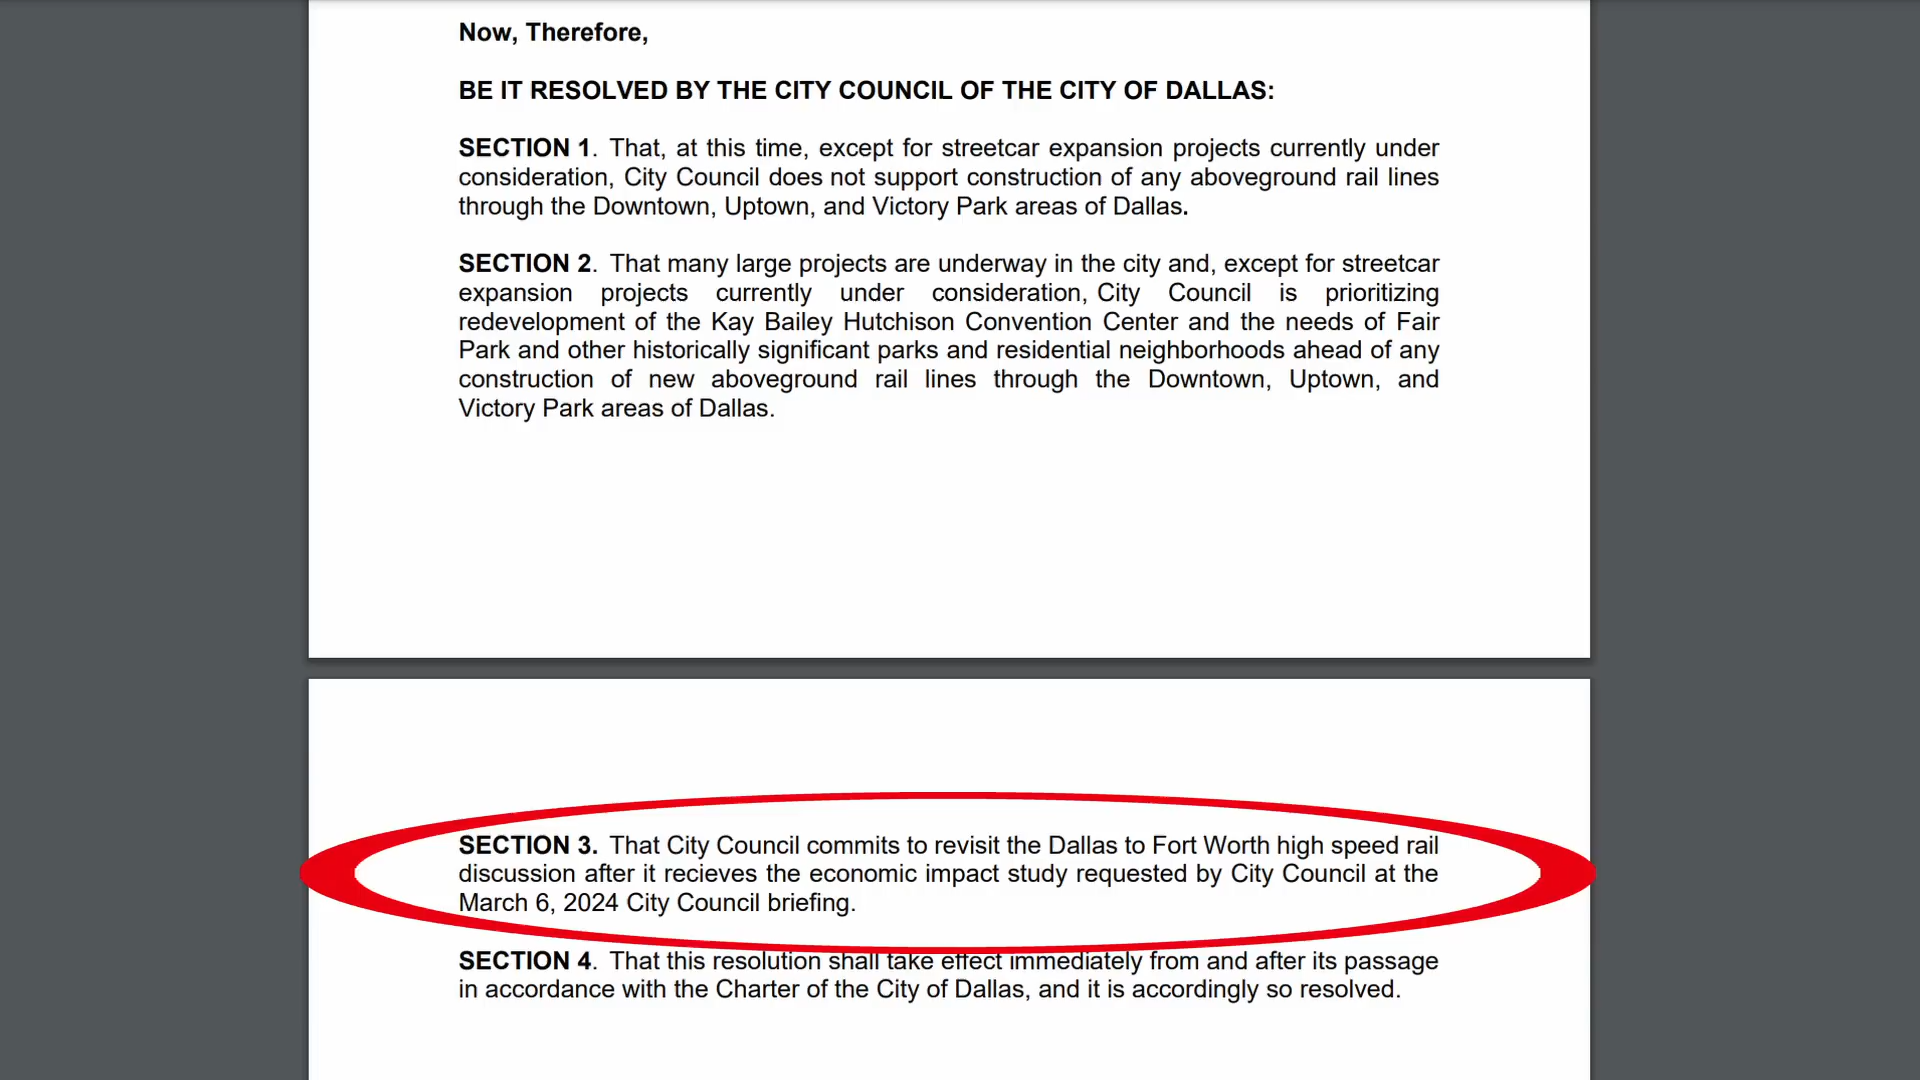 Now, Therefore,
BE IT RESOLVED BY THE CITY COUNCIL OF THE CITY OF DALLAS:
SECTION 1. That, at this time, except for streetcar expansion projects currently under
consideration, City Council does not support construction of any aboveground rail lines
through the Downtown, Uptown, and Victory Park areas of Dallas.
SECTION 2. That many large projects are underway in the city and, except for streetcar
expansion projects currently under consideration, City Council is prioritizing
redevelopment of the Kay Bailey Hutchison Convention Center and the needs of Fair
Park and other historically significant parks and residential neighborhoods ahead of any
construction of new aboveground rail lines through the Downtown, Uptown, and
Victory Park areas of Dallas.
SECTION 3. That City Council commits to revisit the Dallas to Fort Worth high speed rail
discussion after it recieves the economic impact study requested by City Council at the
March 6, 2024 City Council briefing.
SECTION 4. That this resolution shall take effect immediately from and after its passage
in accordance with the Charter of the City of Dallas, and it is accordingly so resolved.